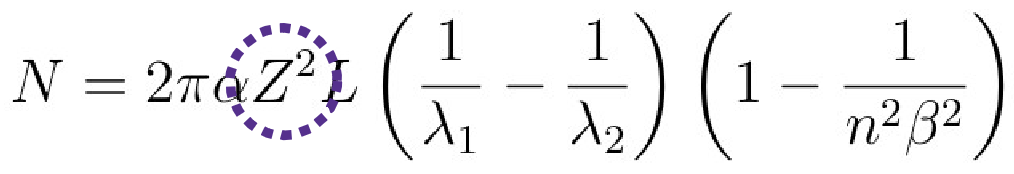 N = 2παZ²L (1/λ₁ − 1/λ₂) (1 − 1/n²β²)